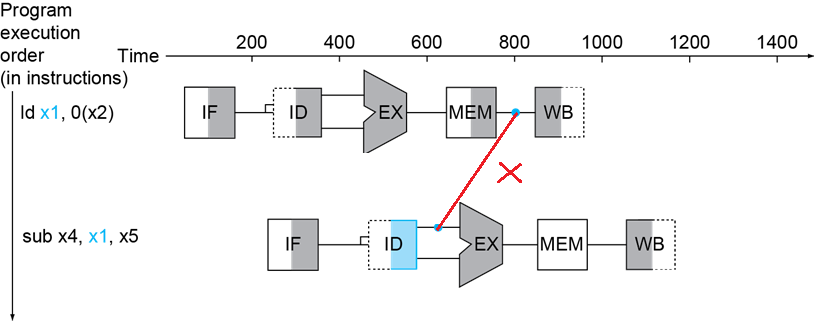 Program
execution
order
(in instructions)
Time
200 400 600 800 1000 1200 1400
ld x1, 0(x2)
IF ID EX MEM WB
sub x4, x1, x5
IF ID EX MEM WB